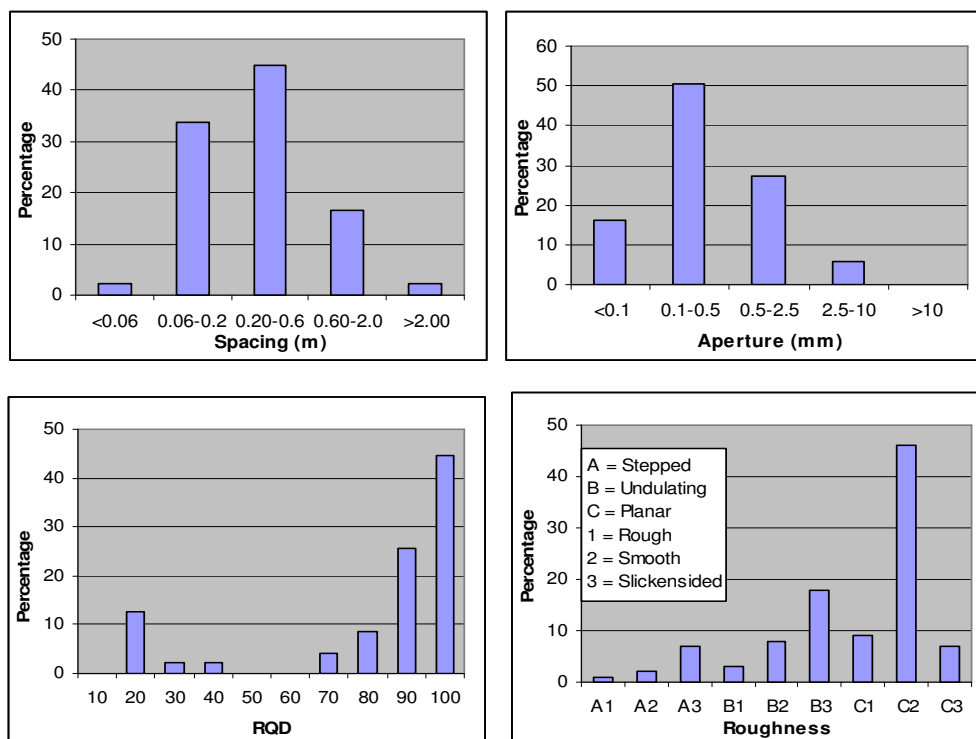 50
40
30
20
10
0
Percentage
<0.06 0.06-0.2 0.20-0.6 0.60-2.0 >2.00
Spacing (m)
60
50
40
30
20
10
0
Percentage
<0.1 0.1-0.5 0.5-2.5 2.5-10 >10
Aperture (mm)
50
40
30
20
10
0
Percentage
10 20 30 40 50 60 70 80 90 100
RQD
50
40
30
20
10
0
Percentage
A = Stepped
B = Undulating
C = Planar
1 = Rough
2 = Smooth
3 = Slickensided
A1 A2 A3 B1 B2 B3 C1 C2 C3
Roughness